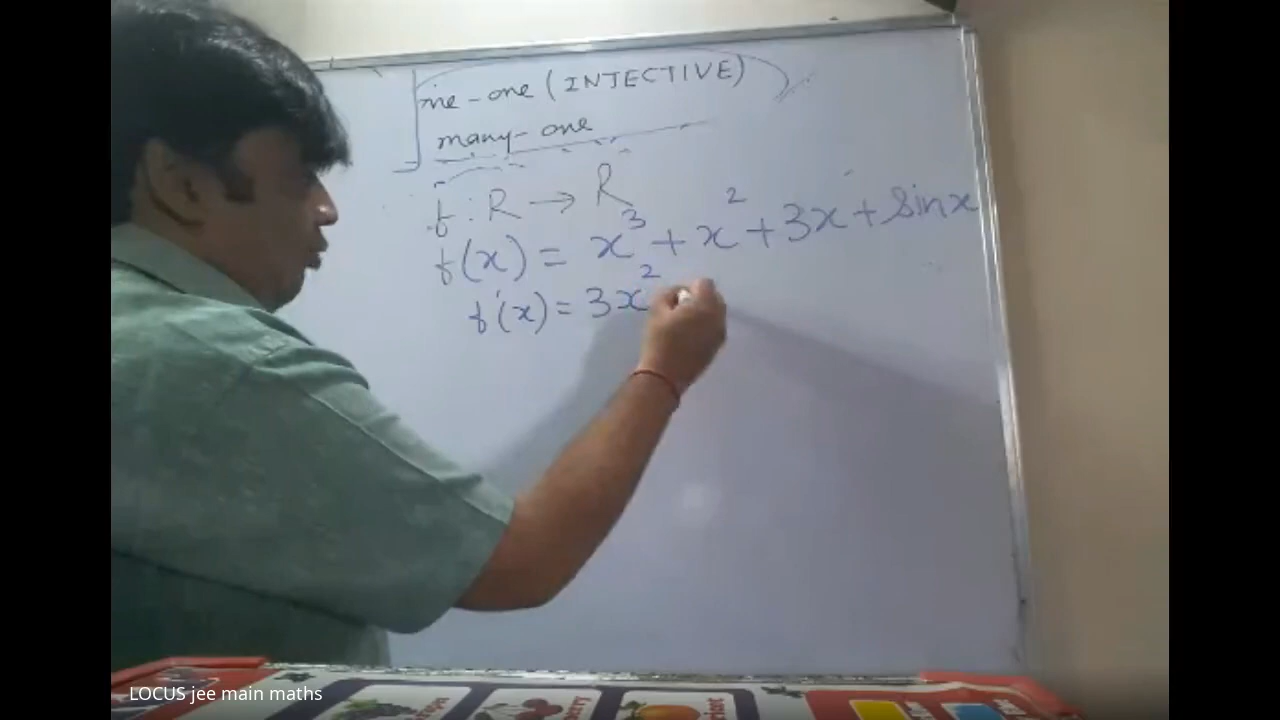 one-one (INJECTIVE)
many-one
f : R → R
f(x) = x³ + x² + 3x + sinx
f'(x) = 3x²
LOCUS jee main maths